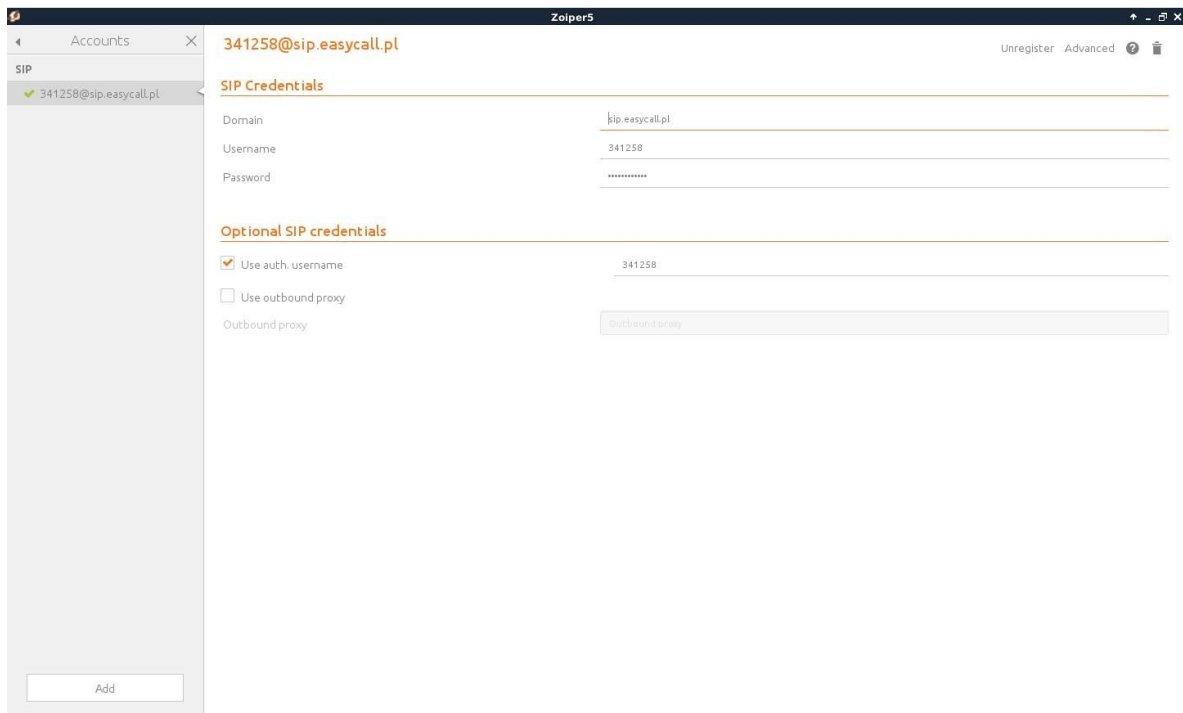 Zoiper5
Accounts
SIP
341258@sip.easycall.pl
Add
341258@sip.easycall.pl
Unregister Advanced
SIP Credentials
Domain sip.easycall.pl
Username 341258
Password ••••••••••••
Optional SIP credentials
Use auth. username 341258
Use outbound proxy
Outbound proxy Outbound proxy